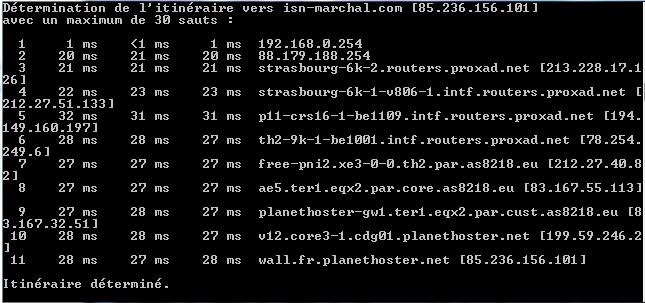 Détermination de l'itinéraire vers isn-marchal.com [85.236.156.101]
avec un maximum de 30 sauts :
1 1 ms <1 ms 1 ms 192.168.0.254
2 20 ms 21 ms 20 ms 88.179.188.254
3 21 ms 21 ms 21 ms strasbourg-6k-2.routers.proxad.net [213.228.17.1
26]
4 22 ms 23 ms 23 ms strasbourg-6k-1-v806-1.intf.routers.proxad.net [
212.27.51.133]
5 32 ms 31 ms 31 ms p11-crs16-1-be1109.intf.routers.proxad.net [194.
149.160.197]
6 28 ms 28 ms 27 ms th2-9k-1-be1001.intf.routers.proxad.net [78.254.
249.6]
7 27 ms 27 ms 27 ms free-pni2.xe3-0-0.th2.par.as8218.eu [212.27.40.8
2]
8 27 ms 27 ms 27 ms ae5.ter1.eqx2.par.core.as8218.eu [83.167.55.113]
9 27 ms 28 ms 27 ms planethoster-gw1.ter1.eqx2.par.cust.as8218.eu [8
3.167.32.51]
10 28 ms 28 ms 27 ms v12.core3-1.cdg01.planethoster.net [199.59.246.2
]
11 28 ms 28 ms 27 ms wall.fr.planethoster.net [85.236.156.101]
Itinéraire déterminé.